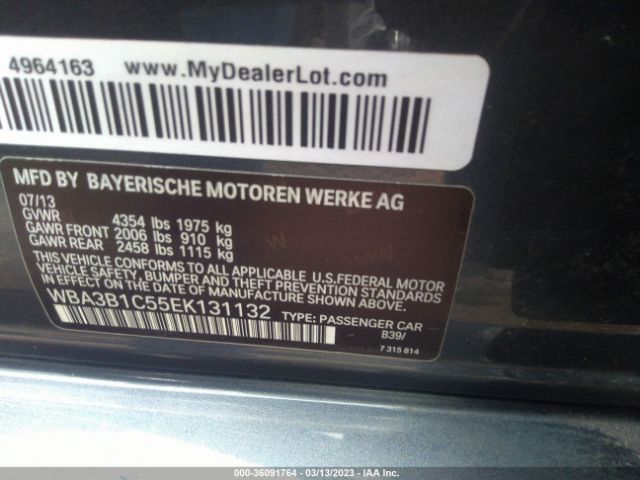 4964163 www.MyDealerLot.com
MFD BY BAYERISCHE MOTOREN WERKE AG
07/13
GVWR 4354 lbs 1975 kg
GAWR FRONT 2006 lbs 910 kg
GAWR REAR 2458 lbs 1115 kg
THIS VEHICLE CONFORMS TO ALL APPLICABLE U.S.FEDERAL MOTOR
VEHICLE SAFETY, BUMPER AND THEFT PREVENTION STANDARDS
IN EFFECT ON THE DATE OF MANUFACTURE SHOWN ABOVE.
WBA3B1C55EK131132 TYPE: PASSENGER CAR
B39/
7 315 814
000-36091764 - 03/13/2023 - IAA Inc.